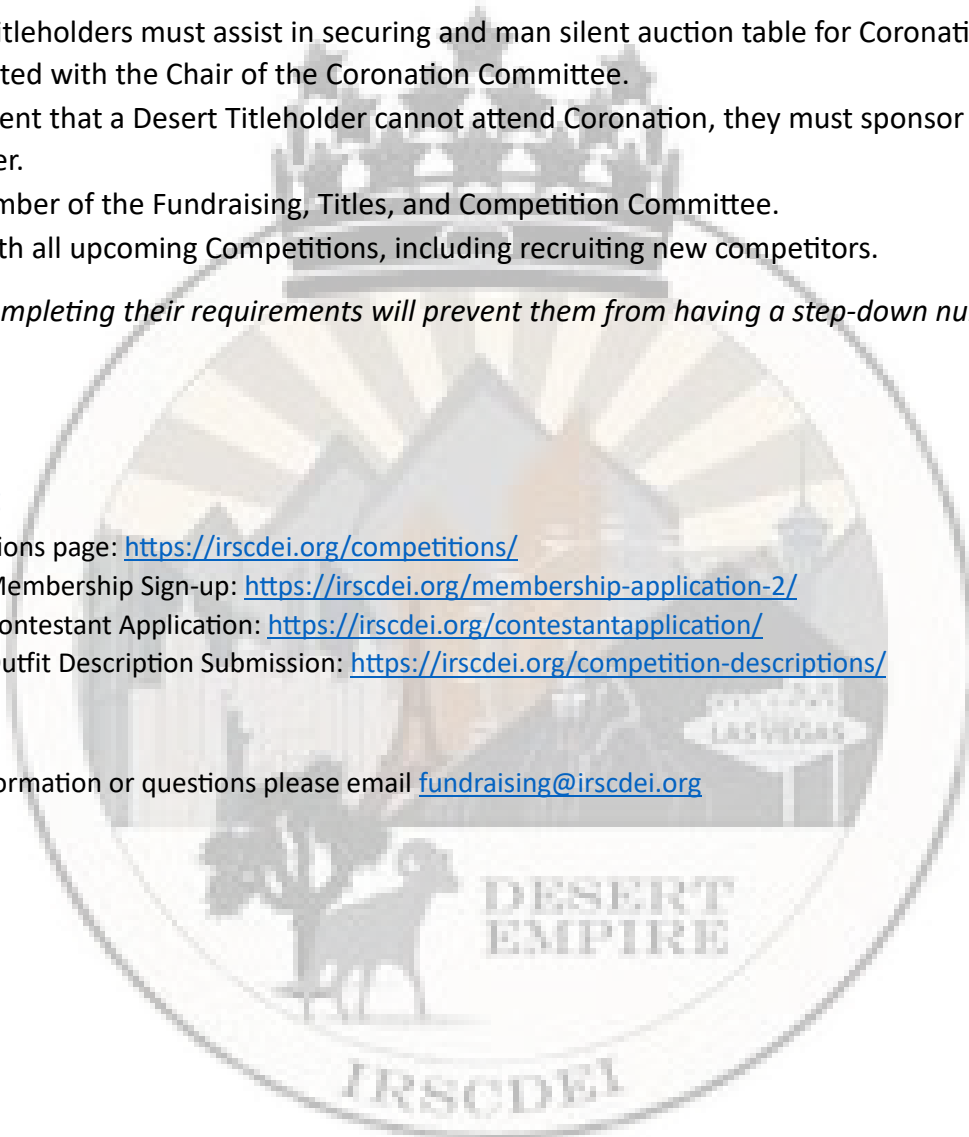 itleholders must assist in securing and man silent auction table for Coronati
ted with the Chair of the Coronation Committee.
ent that a Desert Titleholder cannot attend Coronation, they must sponsor
er.
mber of the Fundraising, Titles, and Competition Committee.
th all upcoming Competitions, including recruiting new competitors.
mpleting their requirements will prevent them from having a step-down nu
ions page: https://irscdei.org/competitions/
Membership Sign-up: https://irscdei.org/membership-application-2/
ontestant Application: https://irscdei.org/contestantapplication/
utfit Description Submission: https://irscdei.org/competition-descriptions/
LAS VEGAS
ormation or questions please email fundraising@irscdei.org
DESERT
EMPIRE
IRSCDEI